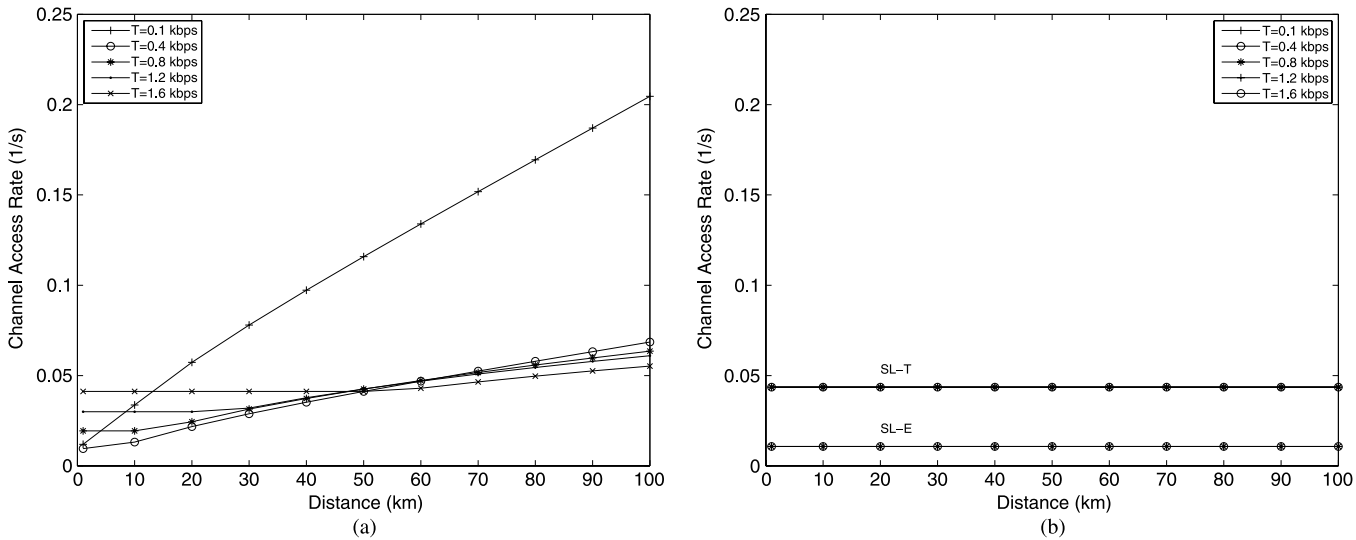 T=0.1 kbps
T=0.4 kbps
T=0.8 kbps
T=1.2 kbps
T=1.6 kbps
0.25
0.2
0.15
0.1
0.05
0
Channel Access Rate (1/s)
0 10 20 30 40 50 60 70 80 90 100
Distance (km)
(a)
T=0.1 kbps
T=0.4 kbps
T=0.8 kbps
T=1.2 kbps
T=1.6 kbps
0.25
0.2
0.15
0.1
0.05
0
Channel Access Rate (1/s)
SL-T
SL-E
0 10 20 30 40 50 60 70 80 90 100
Distance (km)
(b)